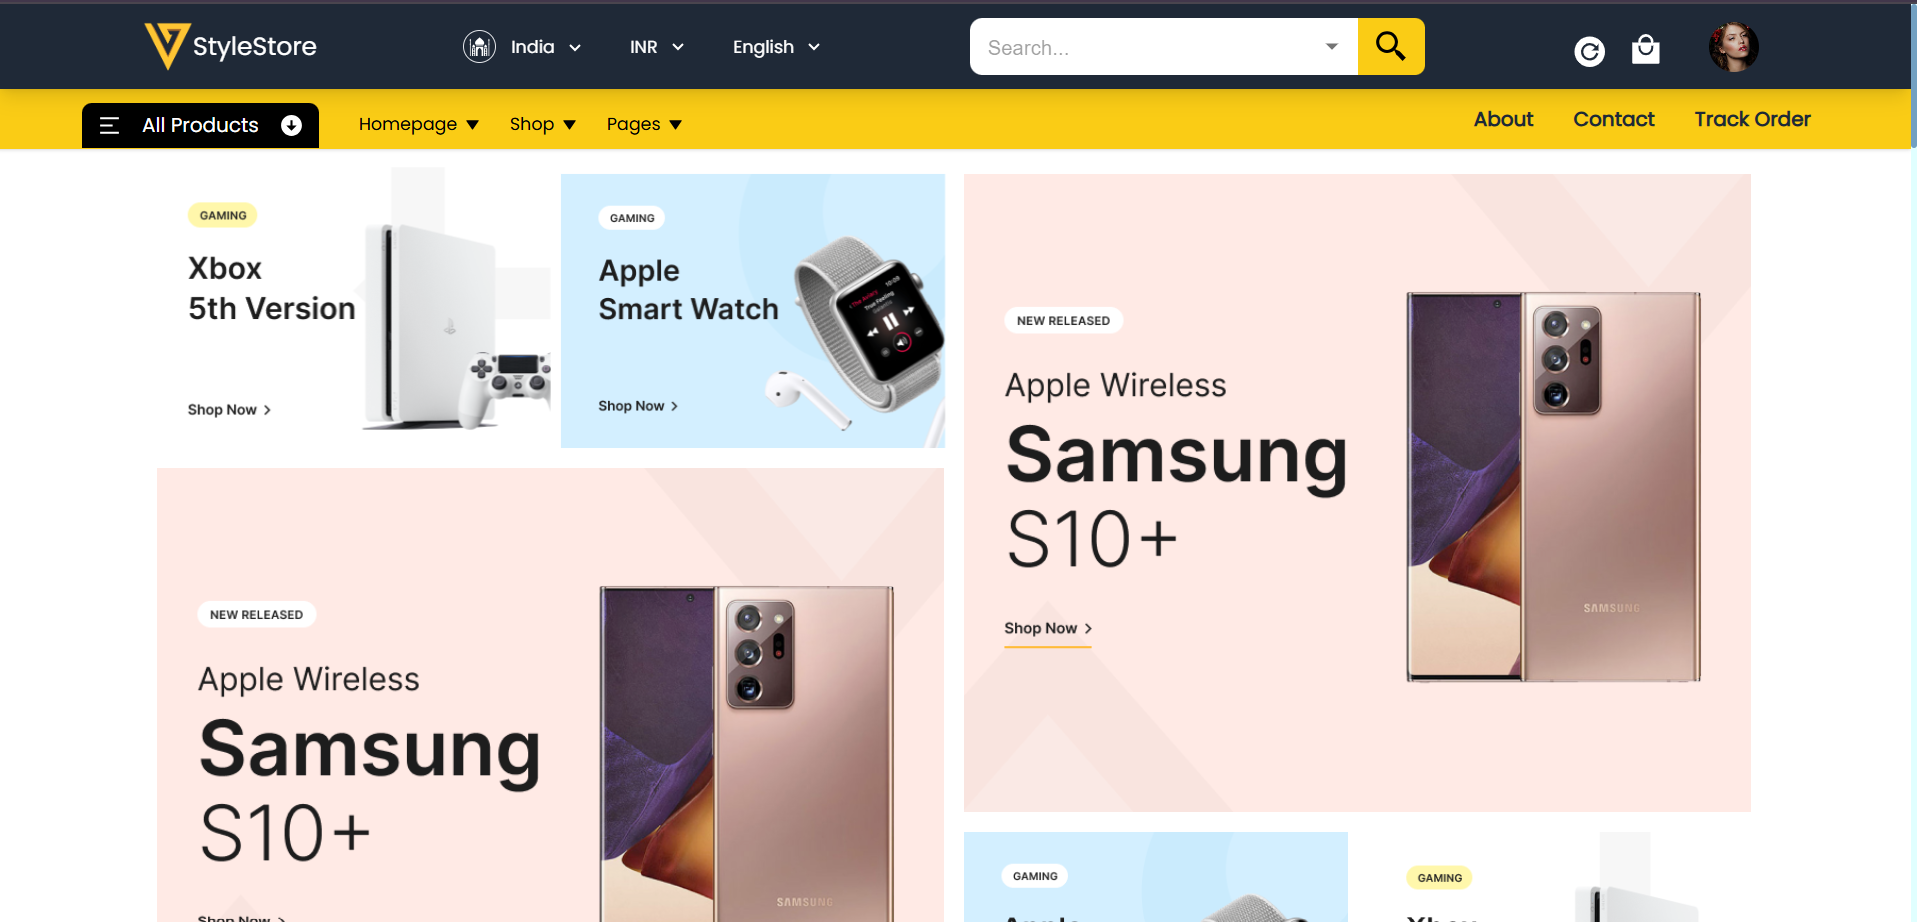 StyleStore
India
INR
English
Search...
All Products
Homepage
Shop
Pages
About
Contact
Track Order
GAMING
Xbox
5th Version
Shop Now
GAMING
Apple
Smart Watch
Shop Now
NEW RELEASED
Apple Wireless
Samsung
S10+
Shop Now
SAMSUNG
NEW RELEASED
Apple Wireless
Samsung
S10+
Shop Now
SAMSUNG
GAMING
Apple
GAMING
Xbox